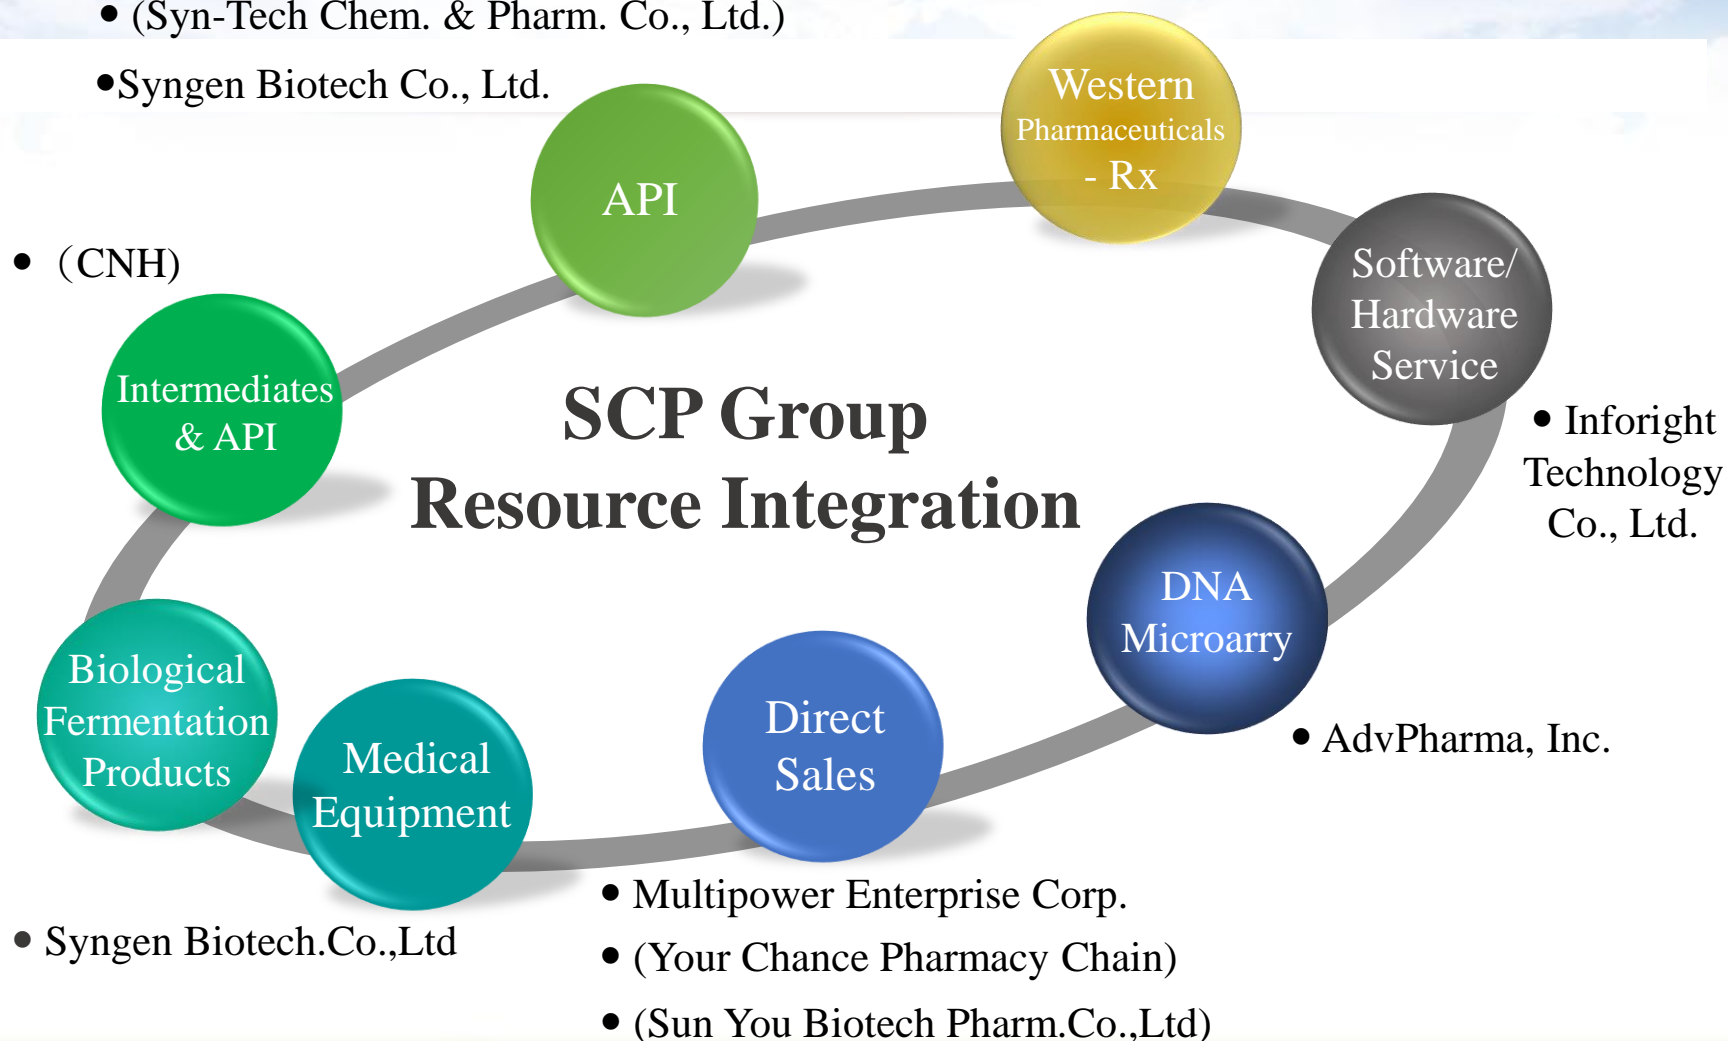 • (Syn-Tech Chem. & Pharm. Co., Ltd.)
•Syngen Biotech Co., Ltd.
Western
Pharmaceuticals
- Rx
API
Software/
Hardware
Service
• （CNH)
Intermediates
& API
SCP Group
Resource Integration
• Inforight
Technology
Co., Ltd.
DNA
Microarry
Biological
Fermentation
Products
Medical
Equipment
Direct
Sales
• AdvPharma, Inc.
• Multipower Enterprise Corp.
• Syngen Biotech.Co.,Ltd
• (Your Chance Pharmacy Chain)
• (Sun You Biotech Pharm.Co.,Ltd)